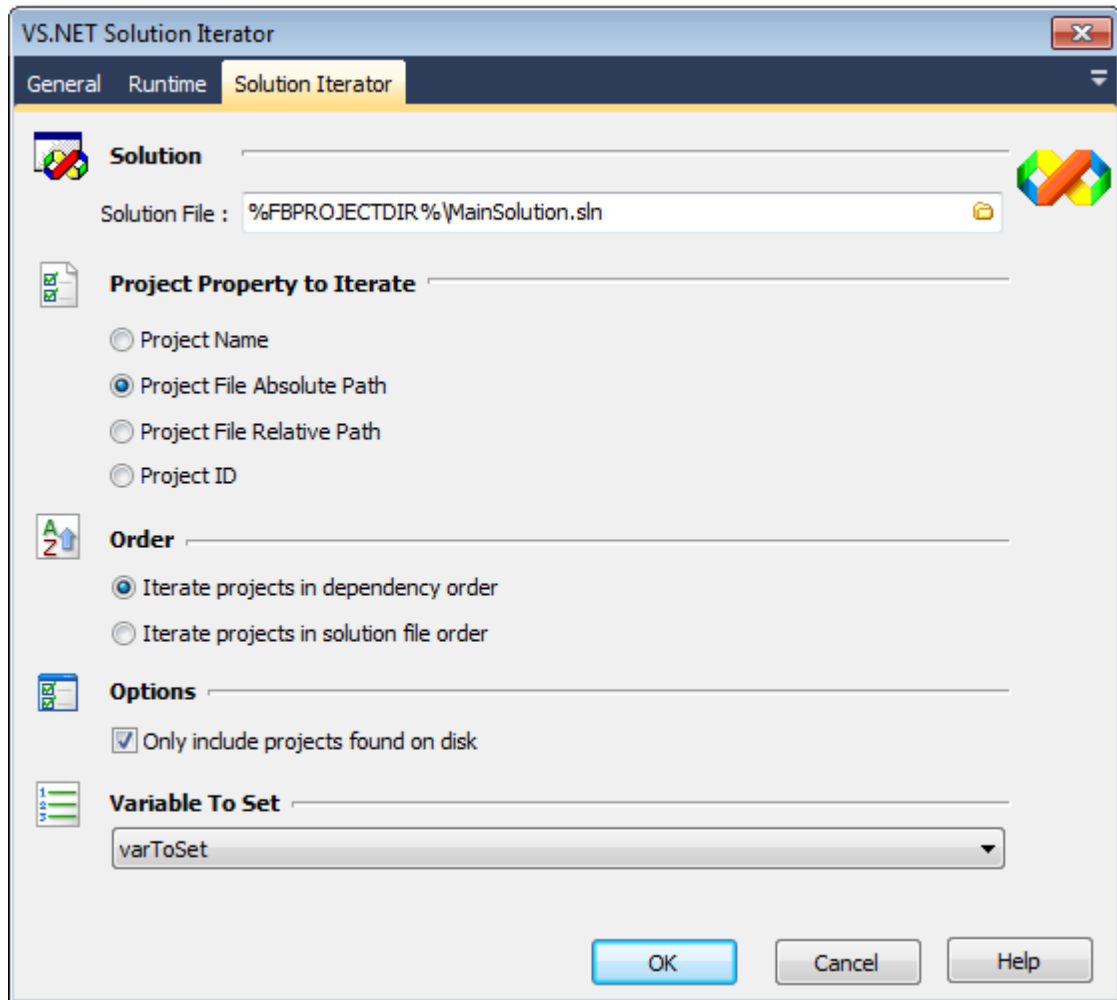 VS.NET Solution Iterator
General Runtime Solution Iterator
Solution
Solution File : %FBPROJECTDIR%\MainSolution.sln
Project Property to Iterate
Project Name
Project File Absolute Path
Project File Relative Path
Project ID
Order
Iterate projects in dependency order
Iterate projects in solution file order
Options
Only include projects found on disk
Variable To Set
varToSet
OK Cancel Help